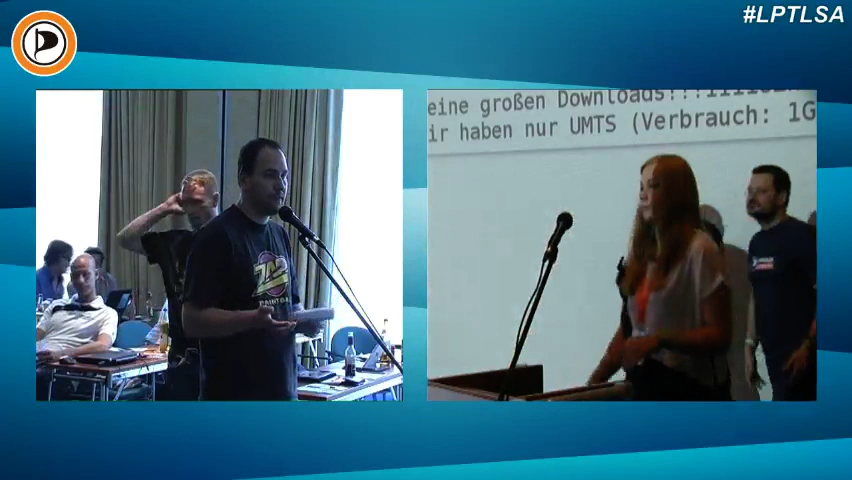 #LPTLSA
eine großen Downloads!!!
ir haben nur UMTS (Verbrauch: 1G